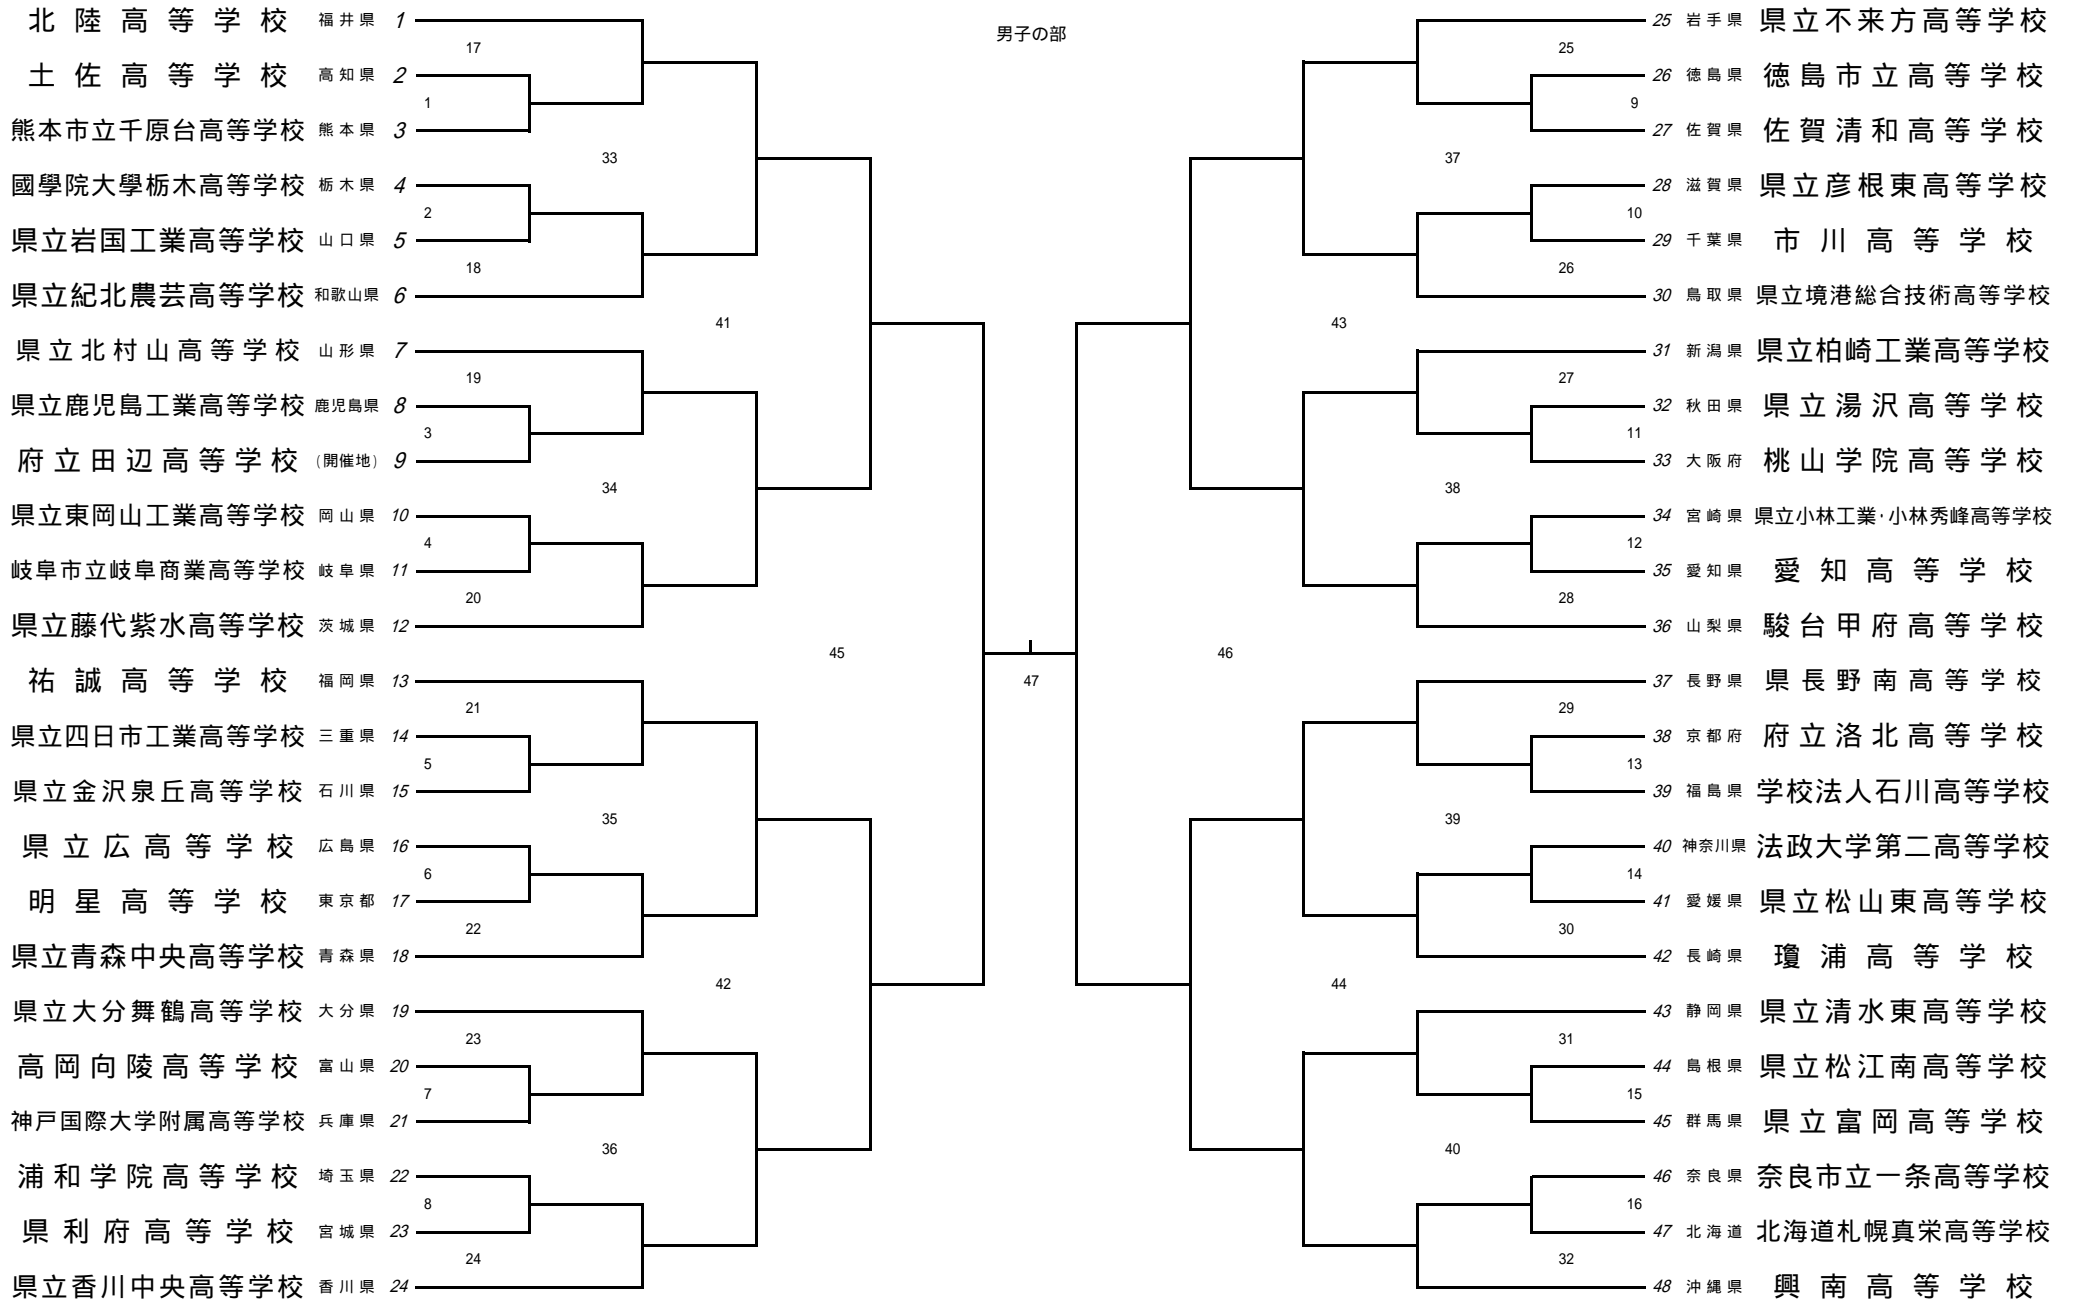 男子の部
北陸高等学校 福井県 1
17
土佐高等学校 高知県 2
1
熊本市立千原台高等学校 熊本県 3
33
國學院大學栃木高等学校 栃木県 4
2
県立岩国工業高等学校 山口県 5
18
県立紀北農芸高等学校 和歌山県 6
41
県立北村山高等学校 山形県 7
19
県立鹿児島工業高等学校 鹿児島県 8
3
府立田辺高等学校 (開催地) 9
34
県立東岡山工業高等学校 岡山県 10
4
岐阜市立岐阜商業高等学校 岐阜県 11
20
県立藤代紫水高等学校 茨城県 12
45
祐誠高等学校 福岡県 13
21
県立四日市工業高等学校 三重県 14
5
県立金沢泉丘高等学校 石川県 15
35
県立広高等学校 広島県 16
6
明星高等学校 東京都 17
22
県立青森中央高等学校 青森県 18
42
県立大分舞鶴高等学校 大分県 19
23
高岡向陵高等学校 富山県 20
7
神戸国際大学附属高等学校 兵庫県 21
36
浦和学院高等学校 埼玉県 22
8
県利府高等学校 宮城県 23
24
県立香川中央高等学校 香川県 24
47
25 岩手県 県立不来方高等学校
25
26 徳島県 徳島市立高等学校
9
27 佐賀県 佐賀清和高等学校
37
28 滋賀県 県立彦根東高等学校
10
29 千葉県 市川高等学校
26
30 鳥取県 県立境港総合技術高等学校
43
31 新潟県 県立柏崎工業高等学校
27
32 秋田県 県立湯沢高等学校
11
33 大阪府 桃山学院高等学校
38
34 宮崎県 県立小林工業・小林秀峰高等学校
12
35 愛知県 愛知高等学校
28
36 山梨県 駿台甲府高等学校
46
37 長野県 県長野南高等学校
29
38 京都府 府立洛北高等学校
13
39 福島県 学校法人石川高等学校
39
40 神奈川県 法政大学第二高等学校
14
41 愛媛県 県立松山東高等学校
30
42 長崎県 瓊浦高等学校
44
43 静岡県 県立清水東高等学校
31
44 島根県 県立松江南高等学校
15
45 群馬県 県立富岡高等学校
40
46 奈良県 奈良市立一条高等学校
16
47 北海道 北海道札幌真栄高等学校
32
48 沖縄県 興南高等学校